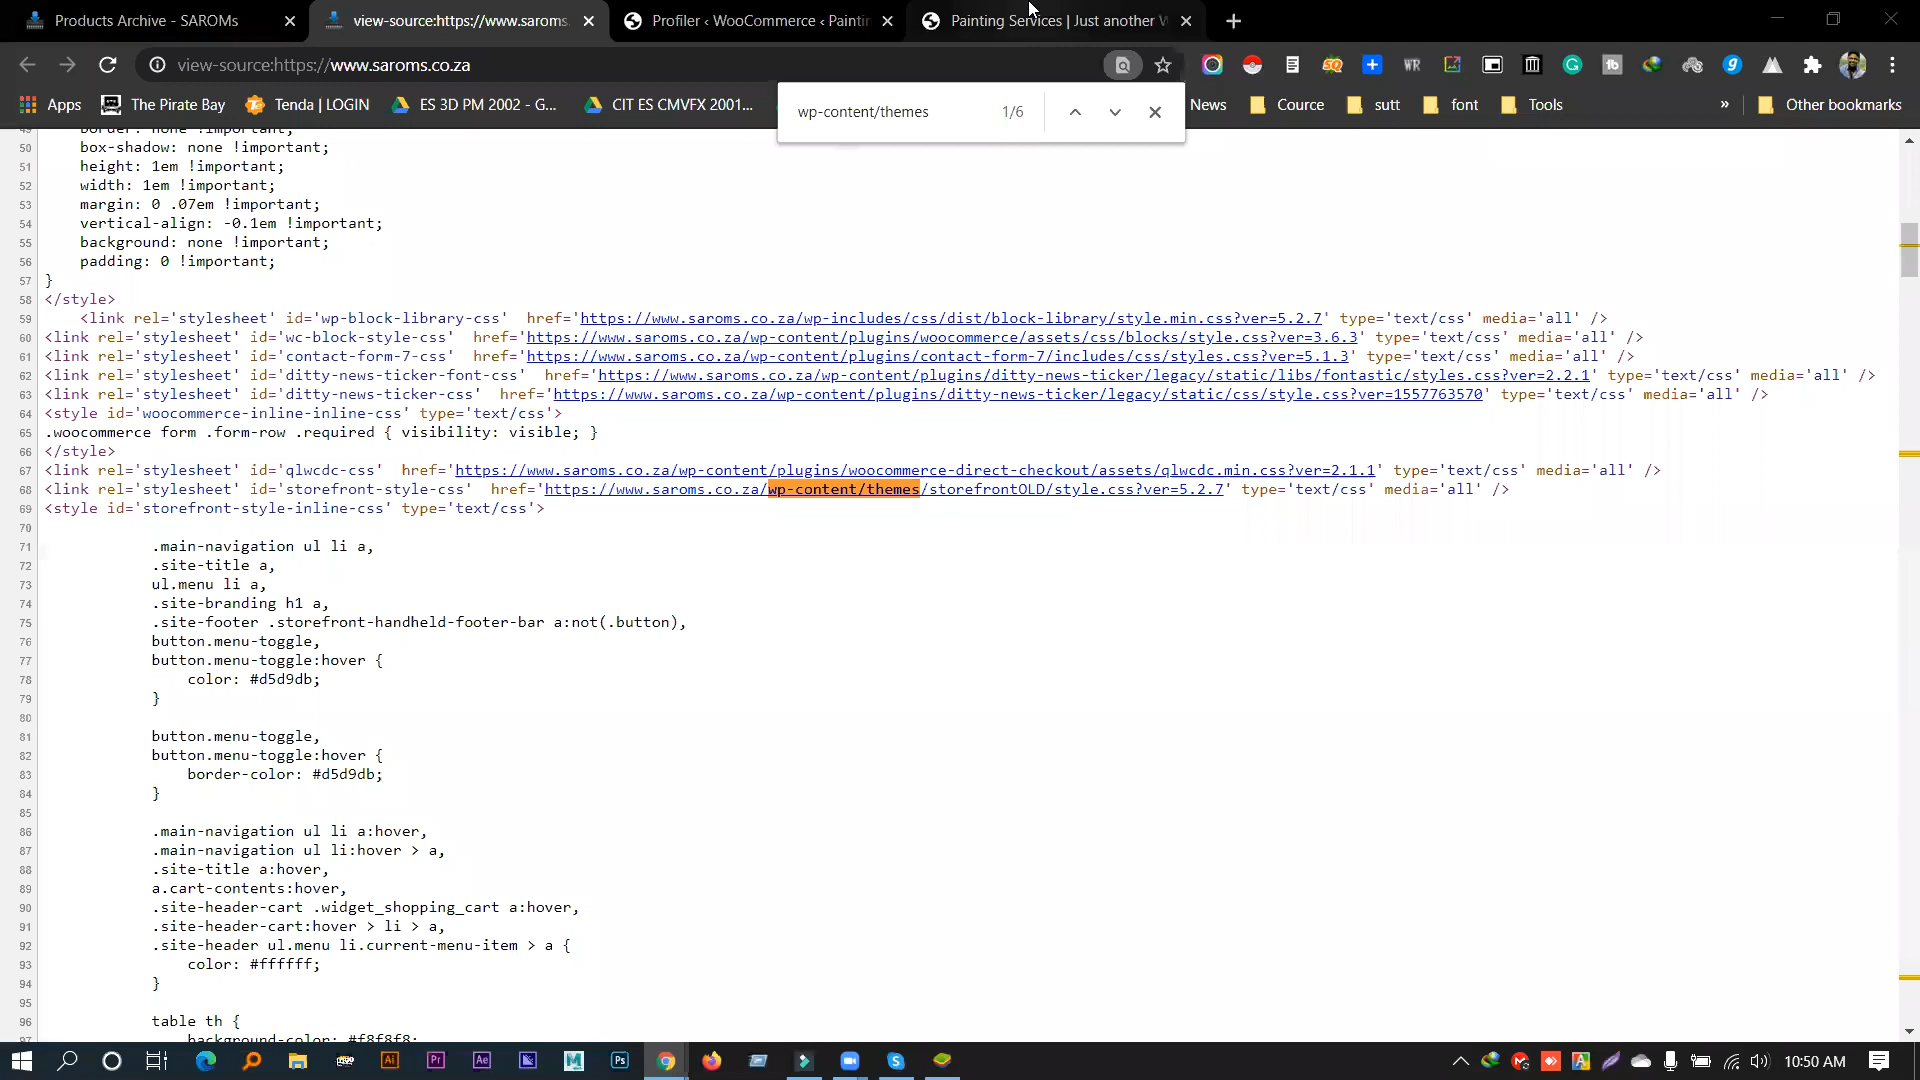 Products Archive - SAROMs
view-source:https://www.saroms.
Profiler ‹ WooCommerce ‹ Paintin
Painting Services | Just another W
view-source:https://www.saroms.co.za
Apps
The Pirate Bay
Tenda | LOGIN
ES 3D PM 2002 - G...
CIT ES CMVFX 2001...
News
Cource
sutt
font
Tools
»
Other bookmarks
wp-content/themes 1/6
49 border: none !important;
50 box-shadow: none !important;
51 height: 1em !important;
52 width: 1em !important;
53 margin: 0 .07em !important;
54 vertical-align: -0.1em !important;
55 background: none !important;
56 padding: 0 !important;
57 }
58 </style>
59 <link rel='stylesheet' id='wp-block-library-css' href='https://www.saroms.co.za/wp-includes/css/dist/block-library/style.min.css?ver=5.2.7' type='text/css' media='all' />
60 <link rel='stylesheet' id='wc-block-style-css' href='https://www.saroms.co.za/wp-content/plugins/woocommerce/assets/css/blocks/style.css?ver=3.6.3' type='text/css' media='all' />
61 <link rel='stylesheet' id='contact-form-7-css' href='https://www.saroms.co.za/wp-content/plugins/contact-form-7/includes/css/styles.css?ver=5.1.3' type='text/css' media='all' />
62 <link rel='stylesheet' id='ditty-news-ticker-font-css' href='https://www.saroms.co.za/wp-content/plugins/ditty-news-ticker/legacy/static/libs/fontastic/styles.css?ver=2.2.1' type='text/css' media='all' />
63 <link rel='stylesheet' id='ditty-news-ticker-css' href='https://www.saroms.co.za/wp-content/plugins/ditty-news-ticker/legacy/static/css/style.css?ver=1557763570' type='text/css' media='all' />
64 <style id='woocommerce-inline-inline-css' type='text/css'>
65 .woocommerce form .form-row .required { visibility: visible; }
66 </style>
67 <link rel='stylesheet' id='qlwcdc-css' href='https://www.saroms.co.za/wp-content/plugins/woocommerce-direct-checkout/assets/qlwcdc.min.css?ver=2.1.1' type='text/css' media='all' />
68 <link rel='stylesheet' id='storefront-style-css' href='https://www.saroms.co.za/wp-content/themes/storefrontOLD/style.css?ver=5.2.7' type='text/css' media='all' />
69 <style id='storefront-style-inline-css' type='text/css'>
70
71 .main-navigation ul li a,
72 .site-title a,
73 ul.menu li a,
74 .site-branding h1 a,
75 .site-footer .storefront-handheld-footer-bar a:not(.button),
76 button.menu-toggle,
77 button.menu-toggle:hover {
78 color: #d5d9db;
79 }
80
81 button.menu-toggle,
82 button.menu-toggle:hover {
83 border-color: #d5d9db;
84 }
85
86 .main-navigation ul li a:hover,
87 .main-navigation ul li:hover > a,
88 .site-title a:hover,
89 a.cart-contents:hover,
90 .site-header-cart .widget_shopping_cart a:hover,
91 .site-header-cart:hover > li > a,
92 .site-header ul.menu li.current-menu-item > a {
93 color: #ffffff;
94 }
95
96 table th {
97 background-color: #f8f8f8;
10:50 AM